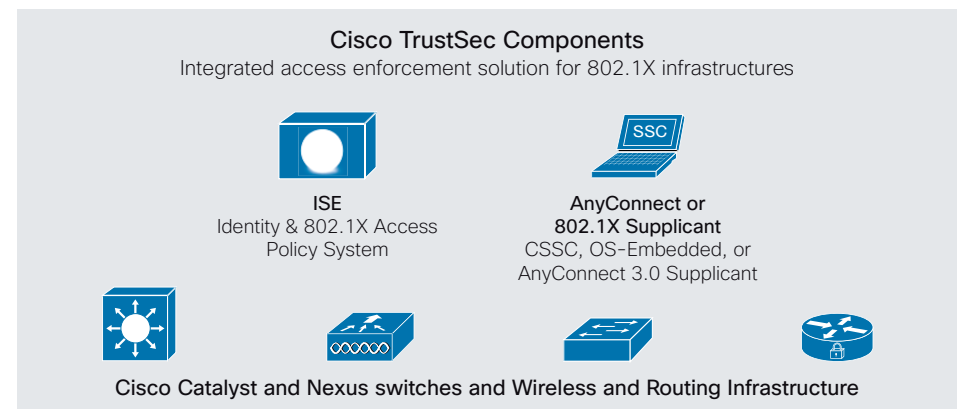 Cisco TrustSec Components
Integrated access enforcement solution for 802.1X infrastructures
SSC
ISE
Identity & 802.1X Access
Policy System
AnyConnect or
802.1X Supplicant
CSSC, OS-Embedded, or
AnyConnect 3.0 Supplicant
Cisco Catalyst and Nexus switches and Wireless and Routing Infrastructure